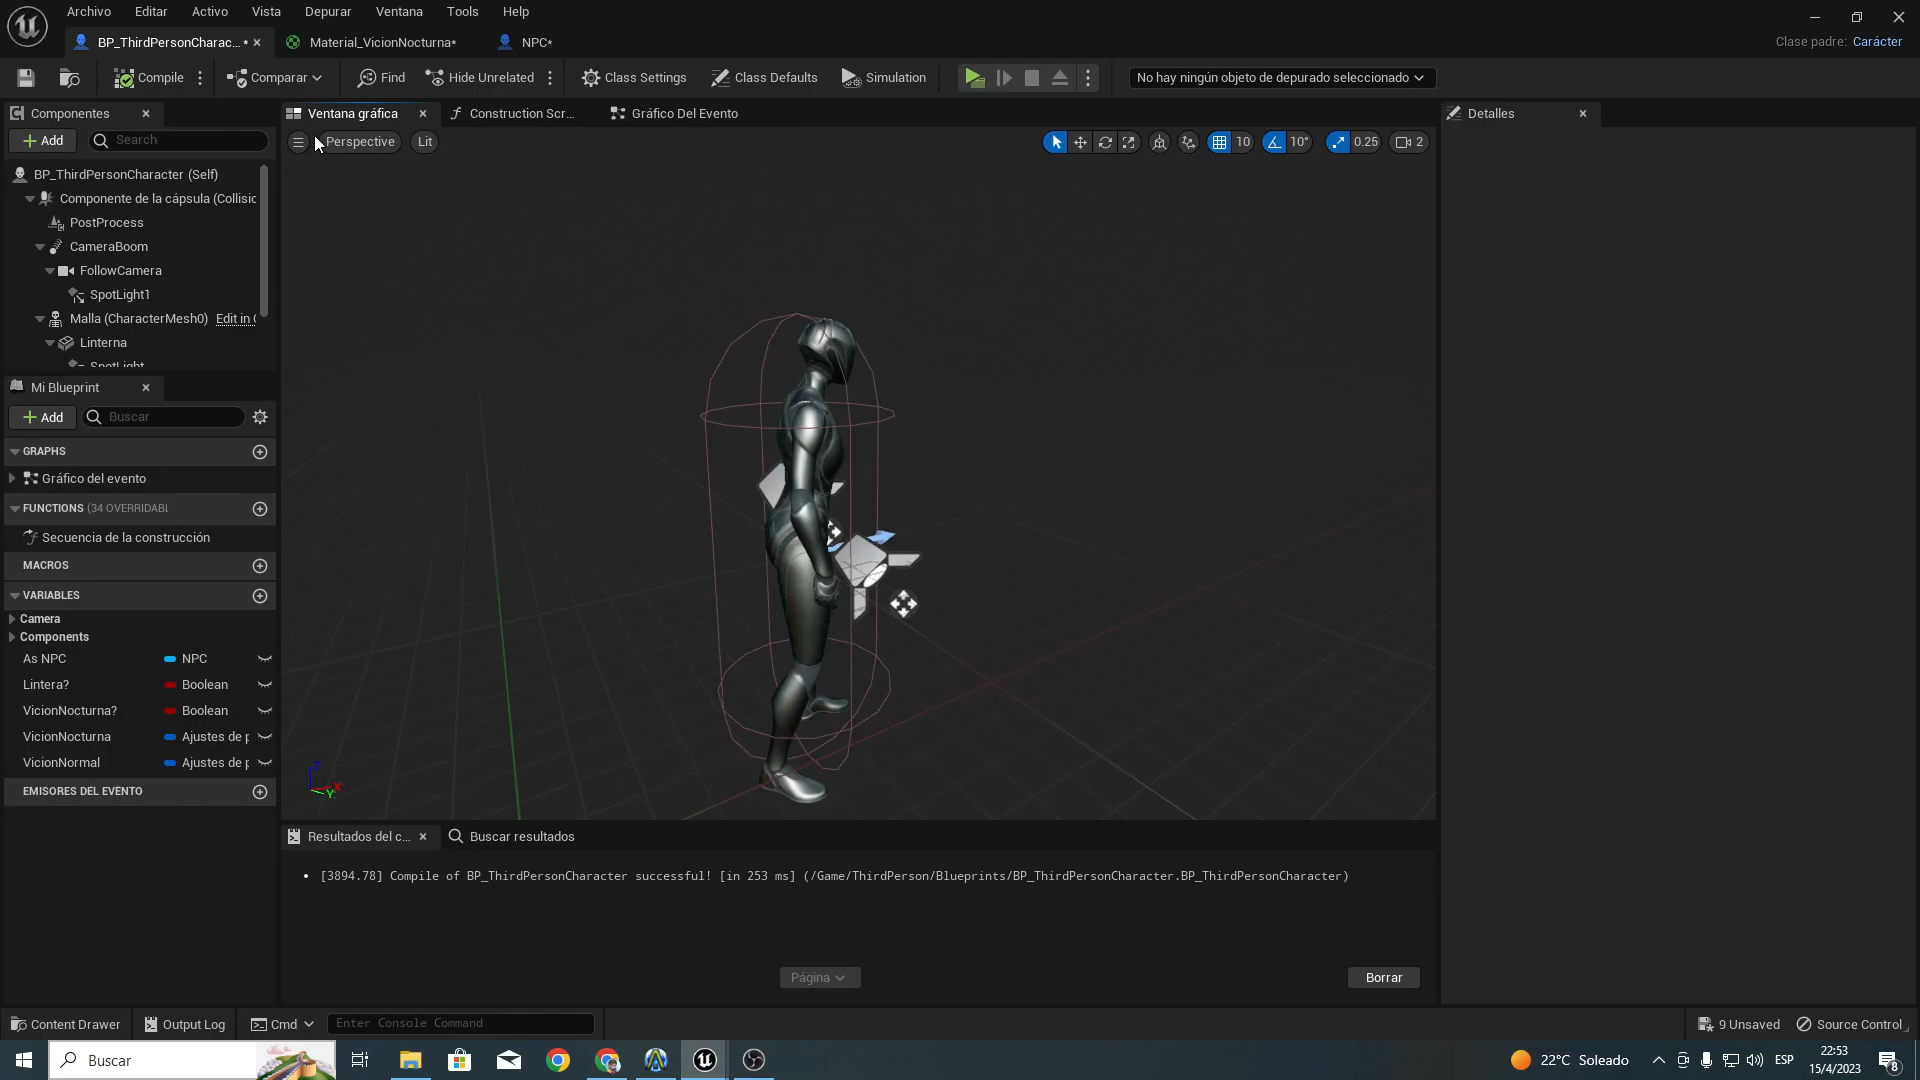 Archivo Editar Activo Vista Depurar Ventana Tools Help
BP_ThirdPersonCharac... * Material_VicionNocturna* NPC*
Clase padre: Carácter
Compile Comparar Find Hide Unrelated Class Settings Class Defaults Simulation No hay ningún objeto de depurado seleccionado
Componentes
Add Search
BP_ThirdPersonCharacter (Self)
Componente de la cápsula (Collisic
PostProcess
CameraBoom
FollowCamera
SpotLight1
Malla (CharacterMesh0) Edit in
Linterna
SpotLight
Mi Blueprint
Add Buscar
GRAPHS
Gráfico del evento
FUNCTIONS (34 OVERRIDABL
Secuencia de la construcción
MACROS
VARIABLES
Camera
Components
As NPC NPC
Lintera? Boolean
VicionNocturna? Boolean
VicionNocturna Ajustes de p
VicionNormal Ajustes de p
EMISORES DEL EVENTO
Ventana gráfica Construction Scr... Gráfico Del Evento
Perspective Lit
10 10° 0.25 2
Z X Y
Detalles
Resultados del c... Buscar resultados
[3894.78] Compile of BP_ThirdPersonCharacter successful! [in 253 ms] (/Game/ThirdPerson/Blueprints/BP_ThirdPersonCharacter.BP_ThirdPersonCharacter)
Página Borrar
Content Drawer Output Log Cmd Enter Console Command 9 Unsaved Source Control
Buscar 22°C Soleado ESP 22:53
15/4/2023 8